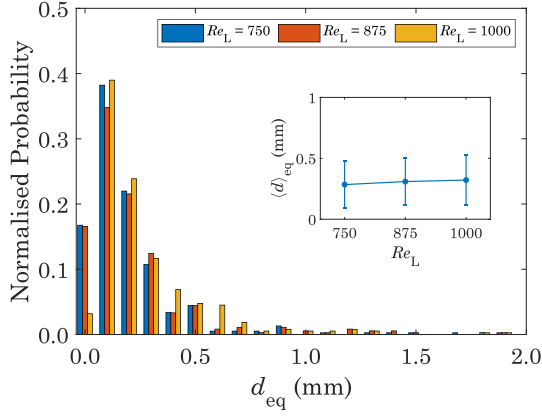 Re_L = 750 Re_L = 875 Re_L = 1000
Normalised Probability
0.5
0.4
0.3
0.2
0.1
0.0
0.0 0.5 1.0 1.5 2.0
d_eq (mm)
⟨d⟩_eq (mm)
1
0.5
0
750 875 1000
Re_L